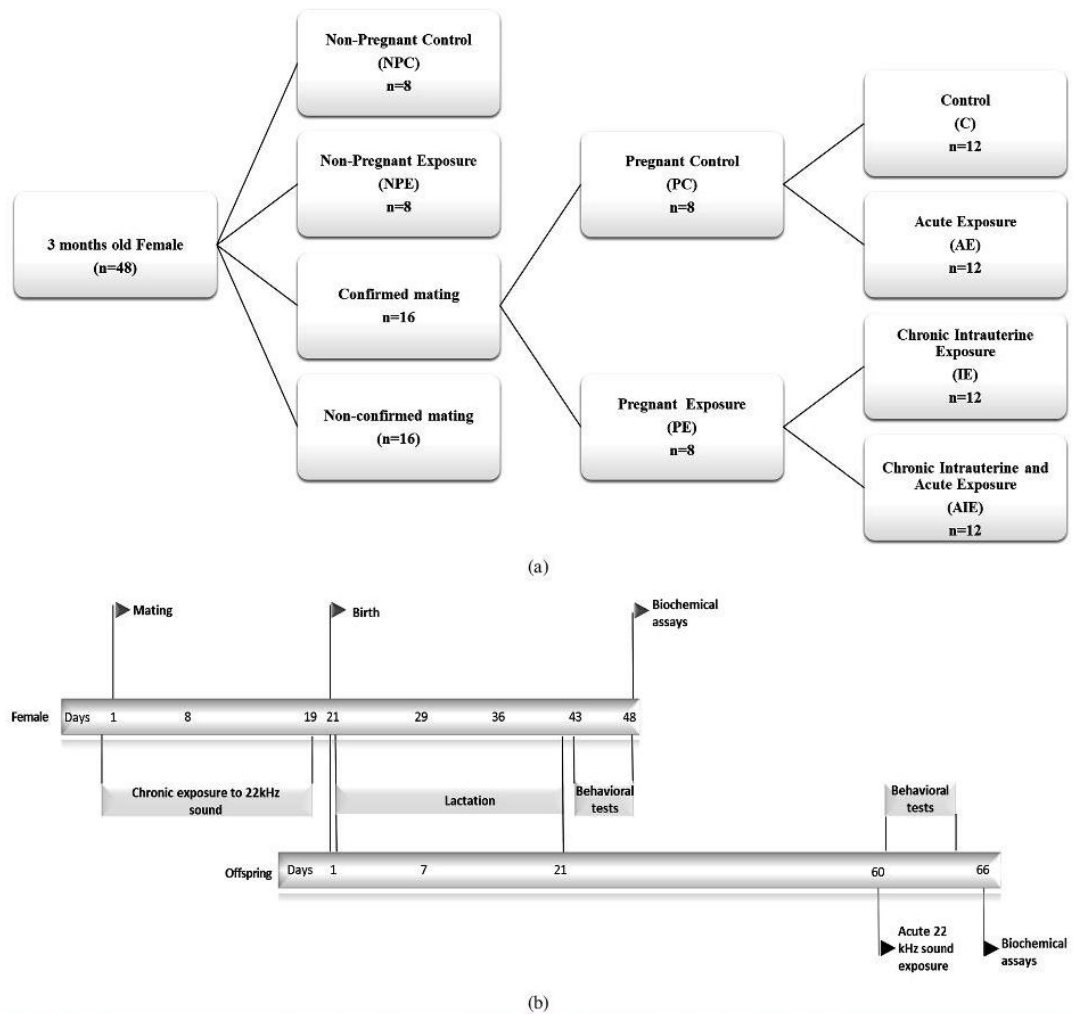 3 months old Female
(n=48)
Non-Pregnant Control
(NPC)
n=8
Non-Pregnant Exposure
(NPE)
n=8
Confirmed mating
n=16
Non-confirmed mating
(n=16)
Pregnant Control
(PC)
n=8
Pregnant Exposure
(PE)
n=8
Control
(C)
n=12
Acute Exposure
(AE)
n=12
Chronic Intrauterine
Exposure
(IE)
n=12
Chronic Intrauterine and
Acute Exposure
(AIE)
n=12
(a)
Mating
Birth
Biochemical
assays
Female Days 1 8 19 21 29 36 43 48
Chronic exposure to 22kHz
sound
Lactation
Behavioral
tests
Behavioral
tests
Offspring Days 1 7 21 60 66
Acute 22
kHz sound
exposure
Biochemical
assays
(b)